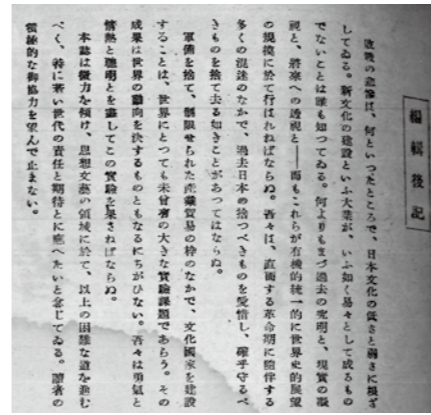 編輯後記
敗戰の悲慘は、何といつたところで、日本文化の低さと弱さに根ざ
してゐる。新文化の建設といふ大業が、いふ如く易々として成るもの
でないことは誰も知つてゐる。何よりもまづ過去の究明と、現實の凝
視と、將來への透視と――而もこれらが有機的統一的に世界史的展望
の規模に於て行はれねばならぬ。吾々は、直面する革命期に隨伴する
多くの混迷のなかで、過去日本の捨つべきものを愛惜し、確乎守るべ
きものを捨て去る如きことがあつてはならぬ。
軍備を捨て、制限せられた産業貿易の枠のなかで、文化國家を建設
することは、世界にとつても未曾有の大きな實驗課題であらう。その
成果は世界の動向を決するものともなるにちがひない。吾々は勇氣と
情熱と聰明とを盡してこの實驗を果さねばならぬ。
本誌は微力を傾け、思想文藝の領域に於て、以上の困難な道を進む
べく、特に若い世代の責任と期待とに應へたいと念じてゐる。讀者の
積極的な御協力を望んで止まない。